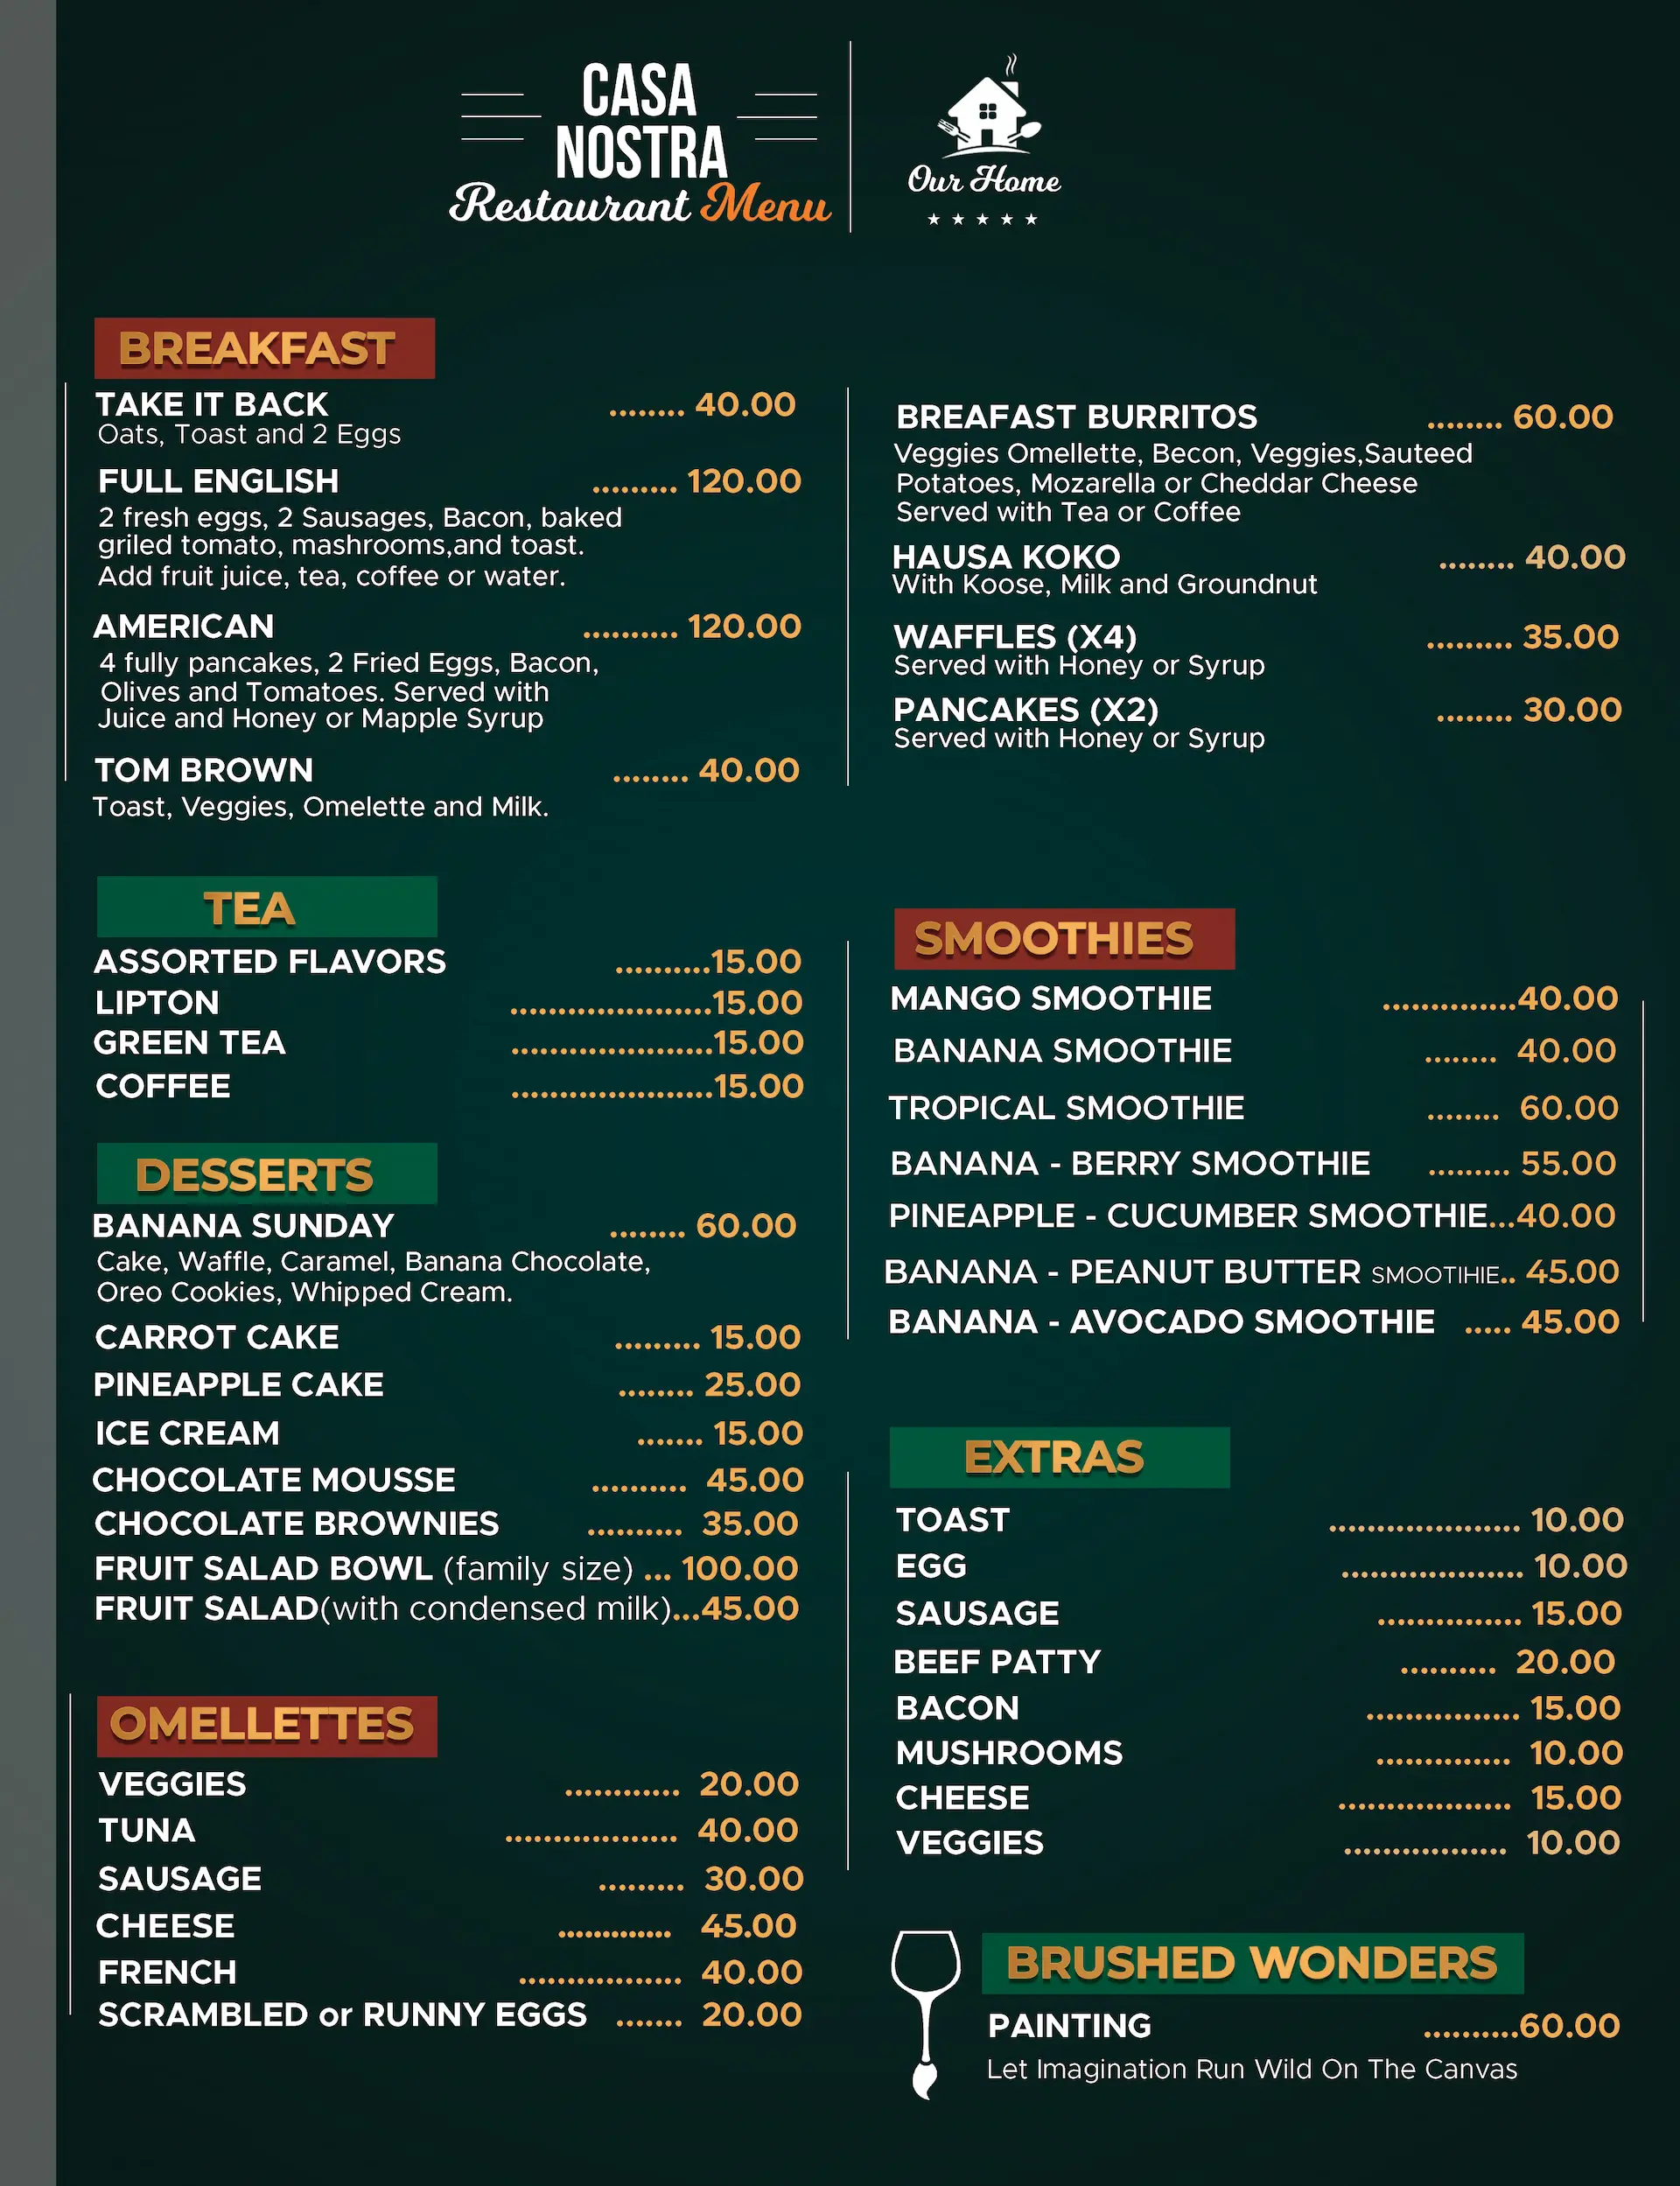 CASA
NOSTRA
Restaurant Menu
Our Home
BREAKFAST
TAKE IT BACK ........ 40.00
Oats, Toast and 2 Eggs
FULL ENGLISH ......... 120.00
2 fresh eggs, 2 Sausages, Bacon, baked
griled tomato, mashrooms,and toast.
Add fruit juice, tea, coffee or water.
AMERICAN .......... 120.00
4 fully pancakes, 2 Fried Eggs, Bacon,
Olives and Tomatoes. Served with
Juice and Honey or Mapple Syrup
TOM BROWN ........ 40.00
Toast, Veggies, Omelette and Milk.
BREAFAST BURRITOS ........ 60.00
Veggies Omellette, Becon, Veggies,Sauteed
Potatoes, Mozarella or Cheddar Cheese
Served with Tea or Coffee
HAUSA KOKO ........ 40.00
With Koose, Milk and Groundnut
WAFFLES (X4) ......... 35.00
Served with Honey or Syrup
PANCAKES (X2) ........ 30.00
Served with Honey or Syrup
TEA
ASSORTED FLAVORS ..........15.00
LIPTON .....................15.00
GREEN TEA .....................15.00
COFFEE .....................15.00
DESSERTS
BANANA SUNDAY ........ 60.00
Cake, Waffle, Caramel, Banana Chocolate,
Oreo Cookies, Whipped Cream.
CARROT CAKE ......... 15.00
PINEAPPLE CAKE ........ 25.00
ICE CREAM ....... 15.00
CHOCOLATE MOUSSE .......... 45.00
CHOCOLATE BROWNIES .......... 35.00
FRUIT SALAD BOWL (family size) ... 100.00
FRUIT SALAD(with condensed milk)...45.00
OMELLETTES
VEGGIES ............ 20.00
TUNA .................. 40.00
SAUSAGE ......... 30.00
CHEESE ............ 45.00
FRENCH ................. 40.00
SCRAMBLED or RUNNY EGGS ....... 20.00
SMOOTHIES
MANGO SMOOTHIE ..............40.00
BANANA SMOOTHIE ........ 40.00
TROPICAL SMOOTHIE ........ 60.00
BANANA - BERRY SMOOTHIE ......... 55.00
PINEAPPLE - CUCUMBER SMOOTHIE...40.00
BANANA - PEANUT BUTTER SMOOTIHIE.. 45.00
BANANA - AVOCADO SMOOTHIE ..... 45.00
EXTRAS
TOAST .................... 10.00
EGG ................... 10.00
SAUSAGE ............... 15.00
BEEF PATTY .......... 20.00
BACON ................ 15.00
MUSHROOMS .............. 10.00
CHEESE .................. 15.00
VEGGIES ................. 10.00
BRUSHED WONDERS
PAINTING ..........60.00
Let Imagination Run Wild On The Canvas